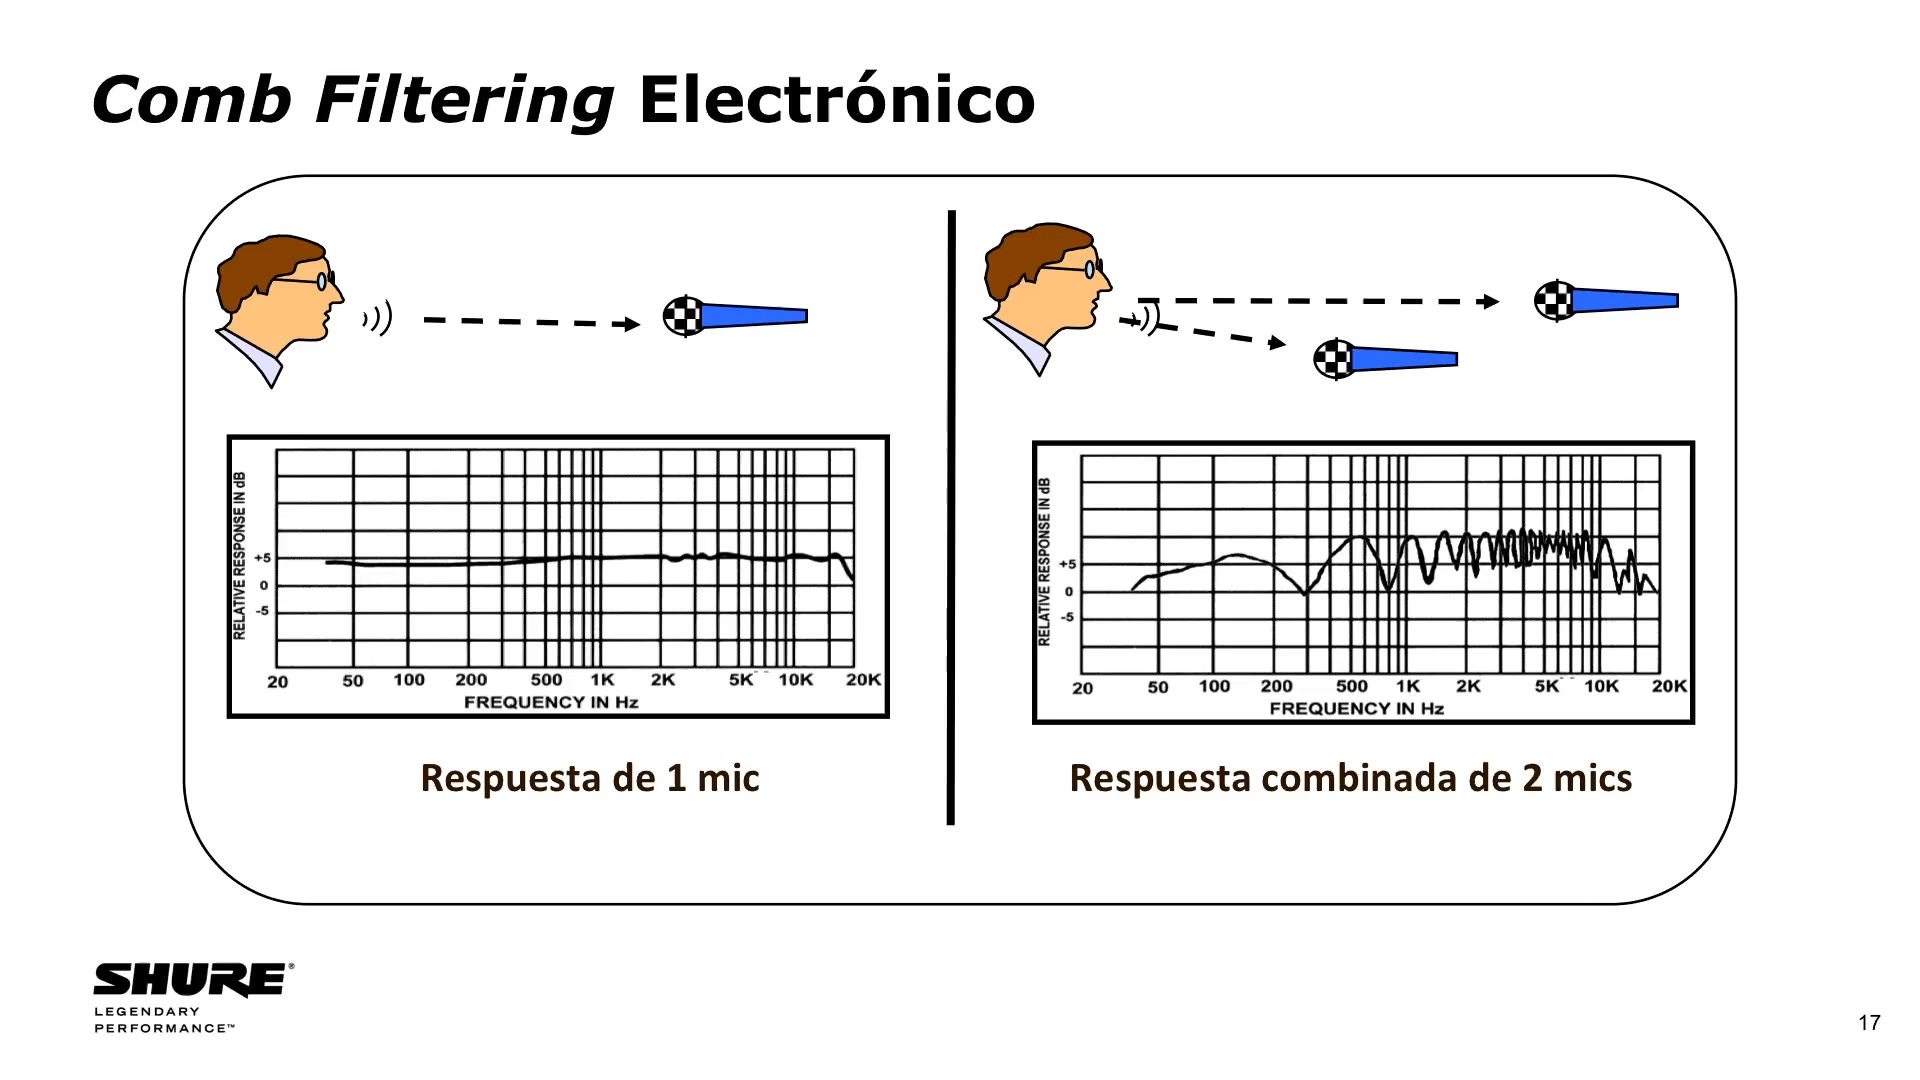 Comb Filtering Electrónico
RELATIVE RESPONSE IN dB
+5
0
-5
20 50 100 200 500 1K 2K 5K 10K 20K
FREQUENCY IN Hz
Respuesta de 1 mic
RELATIVE RESPONSE IN dB
+5
0
-5
20 50 100 200 500 1K 2K 5K 10K 20K
FREQUENCY IN Hz
Respuesta combinada de 2 mics
SHURE®
LEGENDARY
PERFORMANCE™
17